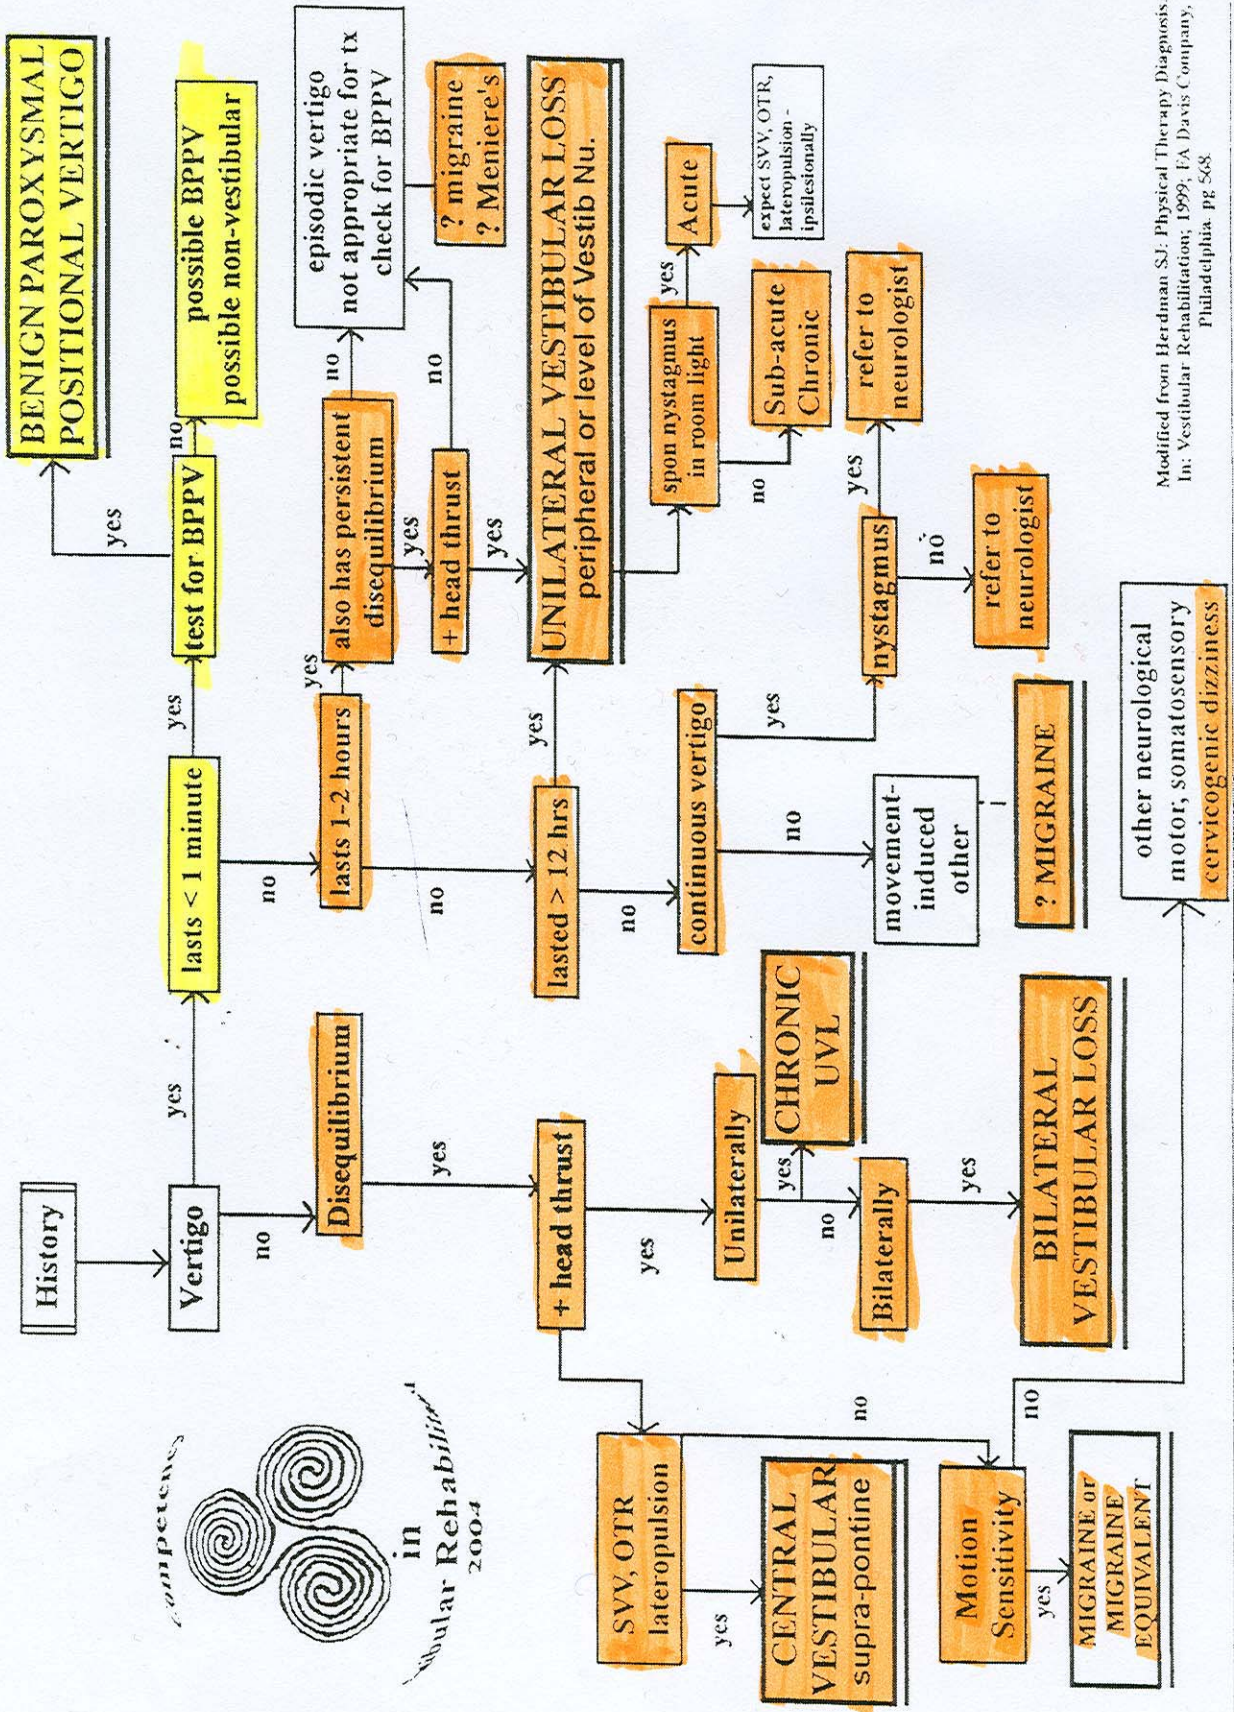 History
Vertigo
yes
no
lasts < 1 minute
yes
no
test for BPPV
yes
no
BENIGN PAROXYSMAL
POSITIONAL VERTIGO
possible BPPV
possible non-vestibular
Disequilibrium
yes
lasts 1-2 hours
yes
no
also has persistent
disequilibrium
no
yes
episodic vertigo
not appropriate for tx
check for BPPV
+ head thrust
no
yes
? migraine
? Meniere's
lasted > 12 hrs
yes
no
UNILATERAL VESTIBULAR LOSS
peripheral or level of Vestib Nu.
spon nystagmus
in room light
yes
no
Acute
expect SVV, OTR,
lateropulsion -
ipsilesionally
Sub-acute
Chronic
continuous vertigo
yes
no
nystagmus
yes
no
refer to
neurologist
refer to
neurologist
movement-
induced
other
? MIGRAINE
+ head thrust
yes
Unilaterally
yes
no
CHRONIC
UVL
Bilaterally
yes
BILATERAL
VESTIBULAR LOSS
SVV, OTR
lateropulsion
yes
no
CENTRAL
VESTIBULAR
supra-pontine
Motion
Sensitivity
yes
no
MIGRAINE or
MIGRAINE
EQUIVALENT
other neurological
motor, somatosensory
cervicogenic dizziness
competency
in
Rehabilit
2004
Modified from Herdman SJ: Physical Therapy Diagnosis.
In: Vestibular Rehabilitation; 1999; FA Davis Company,
Philadelphia. pg 568.